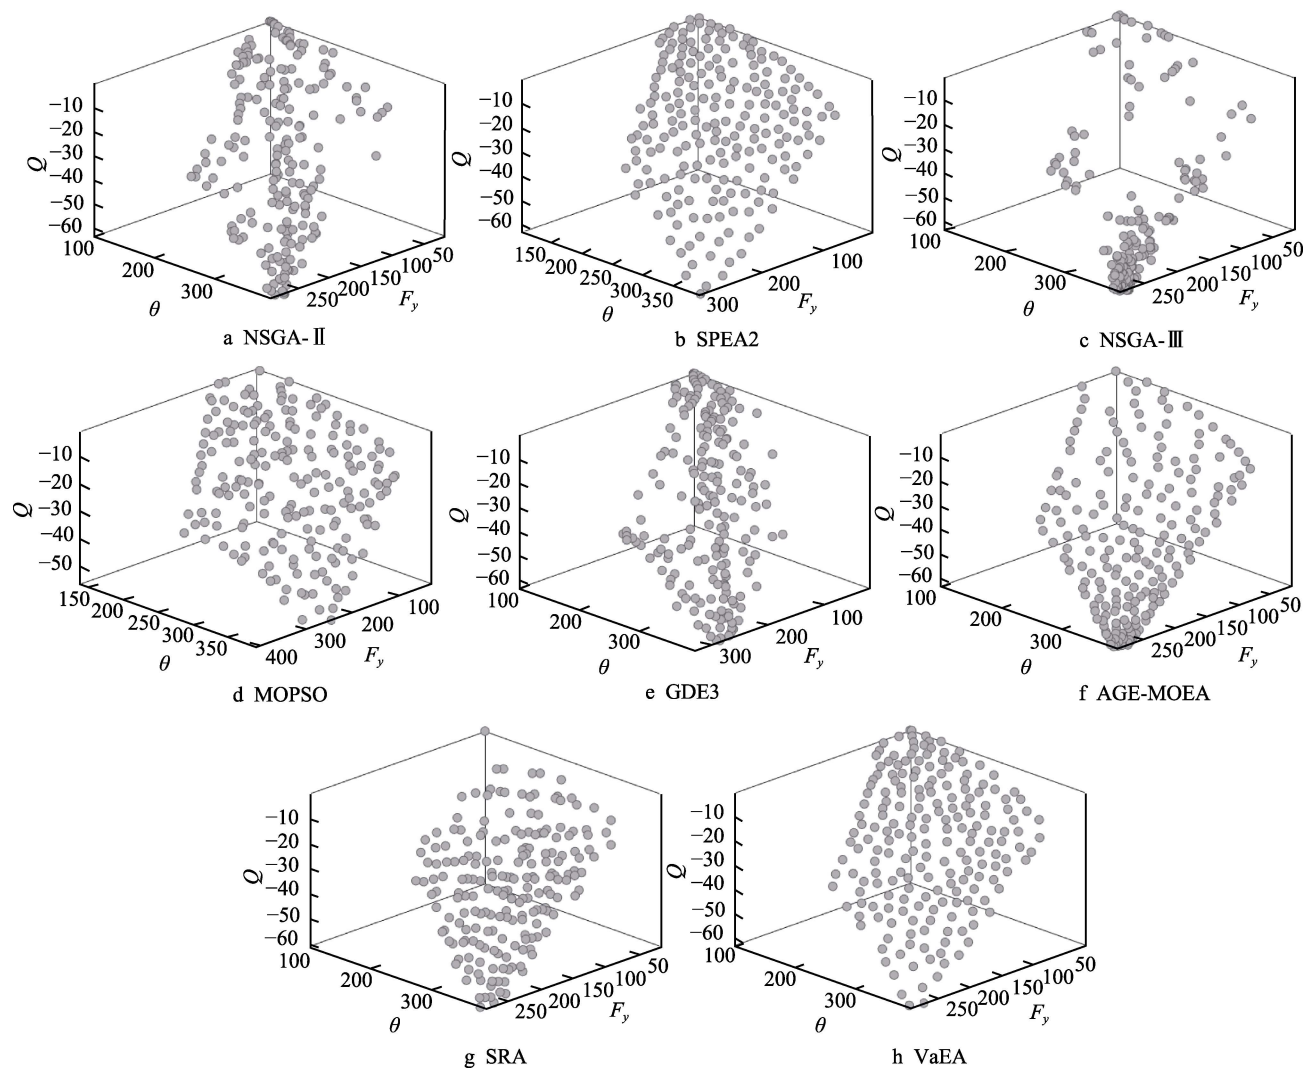 Q
−10
−20
−30
−40
−50
−60
100
200
300
θ
250 200 150 100 50
F_y
a NSGA-Ⅱ
Q
−10
−20
−30
−40
−50
−60
150 200 250 300 350
θ
300 200 100
F_y
b SPEA2
Q
−10
−20
−30
−40
−50
−60
100
200
300
θ
250 200 150 100 50
F_y
c NSGA-Ⅲ
Q
−10
−20
−30
−40
−50
150 200 250 300 350
θ
400 300 200 100
F_y
d MOPSO
Q
−10
−20
−30
−40
−50
−60
100
200
300
θ
300 200 100
F_y
e GDE3
Q
−10
−20
−30
−40
−50
−60
100
200
300
θ
250 200 150 100 50
F_y
f AGE-MOEA
Q
−10
−20
−30
−40
−50
−60
100
200
300
θ
250 200 150 100 50
F_y
g SRA
Q
−10
−20
−30
−40
−50
−60
100
200
300
θ
250 200 150 100 50
F_y
h VaEA